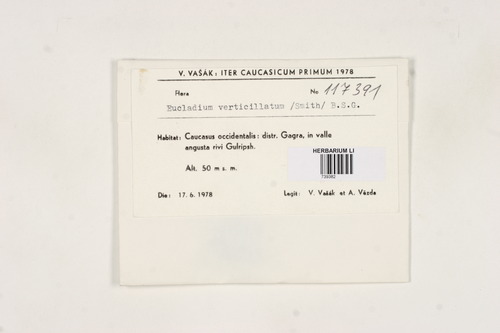 V. VAŠÁK: ITER CAUCASICUM PRIMUM 1978
Flora
No 117391
Eucladium verticillatum /Smith/ B.S.G.
Habitat: Caucasus occidentalis: distr. Gagra, in valle
angusta rivi Gulripsh.
HERBARIUM LI
Alt. 50 m s. m.
Die: 17. 6. 1978
Legit: V. Vašák et A. Vězda